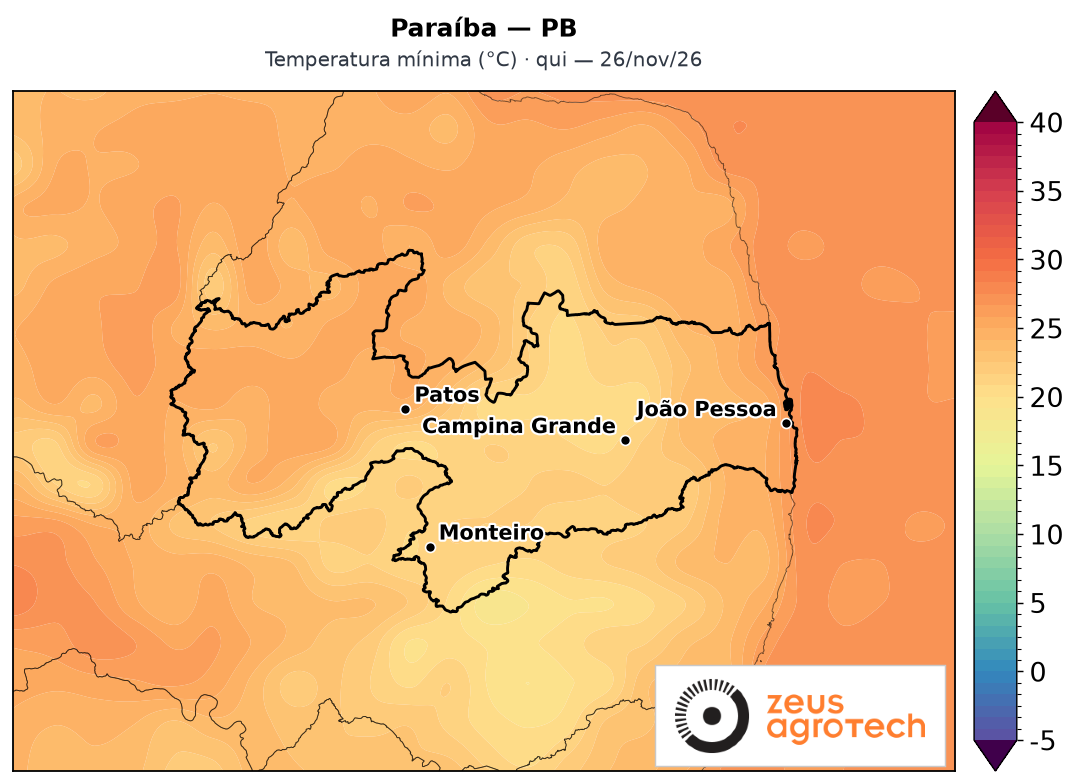 Paraíba — PB
Temperatura mínima (°C) · qui — 26/nov/26
40
35
30
25
20
15
10
5
0
-5
Patos
João Pessoa
Campina Grande
Monteiro
zeus
agrotech